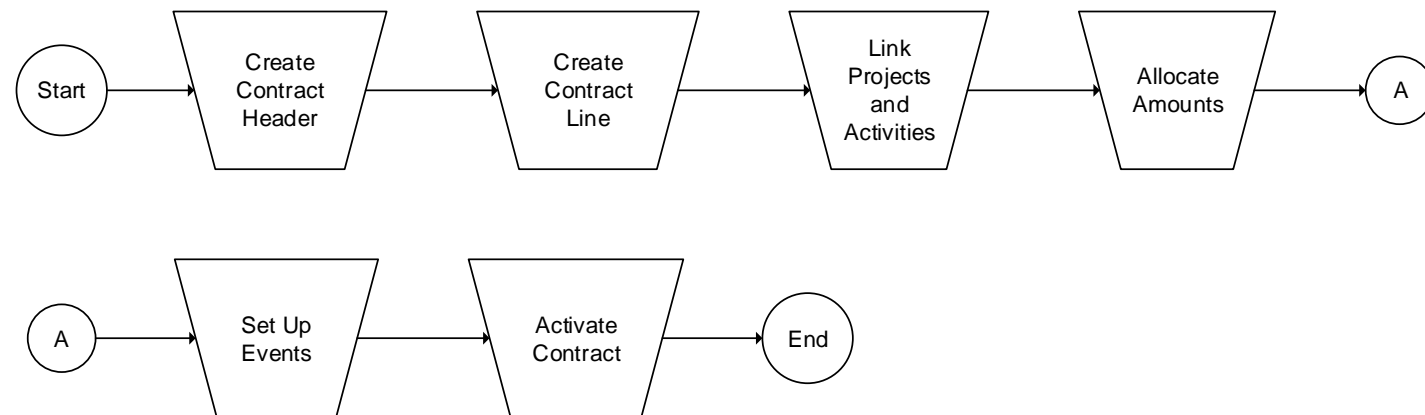 Start
Create
Contract
Header
Create
Contract
Line
Link
Projects
and
Activities
Allocate
Amounts
A
A
Set Up
Events
Activate
Contract
End